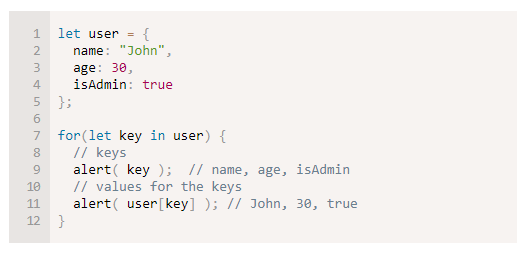 1 let user = {
2   name: "John",
3   age: 30,
4   isAdmin: true
5 };
6
7 for(let key in user) {
8   // keys
9   alert( key );  // name, age, isAdmin
10   // values for the keys
11   alert( user[key] ); // John, 30, true
12 }